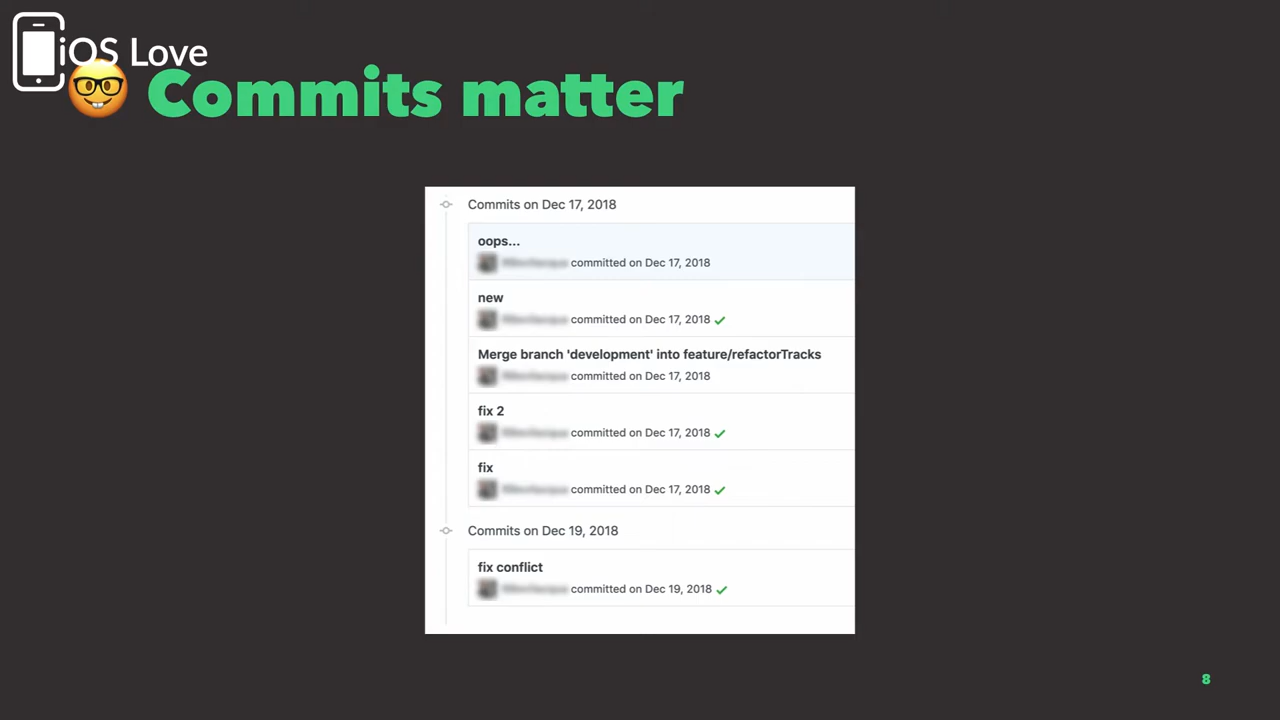 iOS Love
Commits matter
Commits on Dec 17, 2018
oops...
committed on Dec 17, 2018
new
committed on Dec 17, 2018
Merge branch 'development' into feature/refactorTracks
committed on Dec 17, 2018
fix 2
committed on Dec 17, 2018
fix
committed on Dec 17, 2018
Commits on Dec 19, 2018
fix conflict
committed on Dec 19, 2018
8